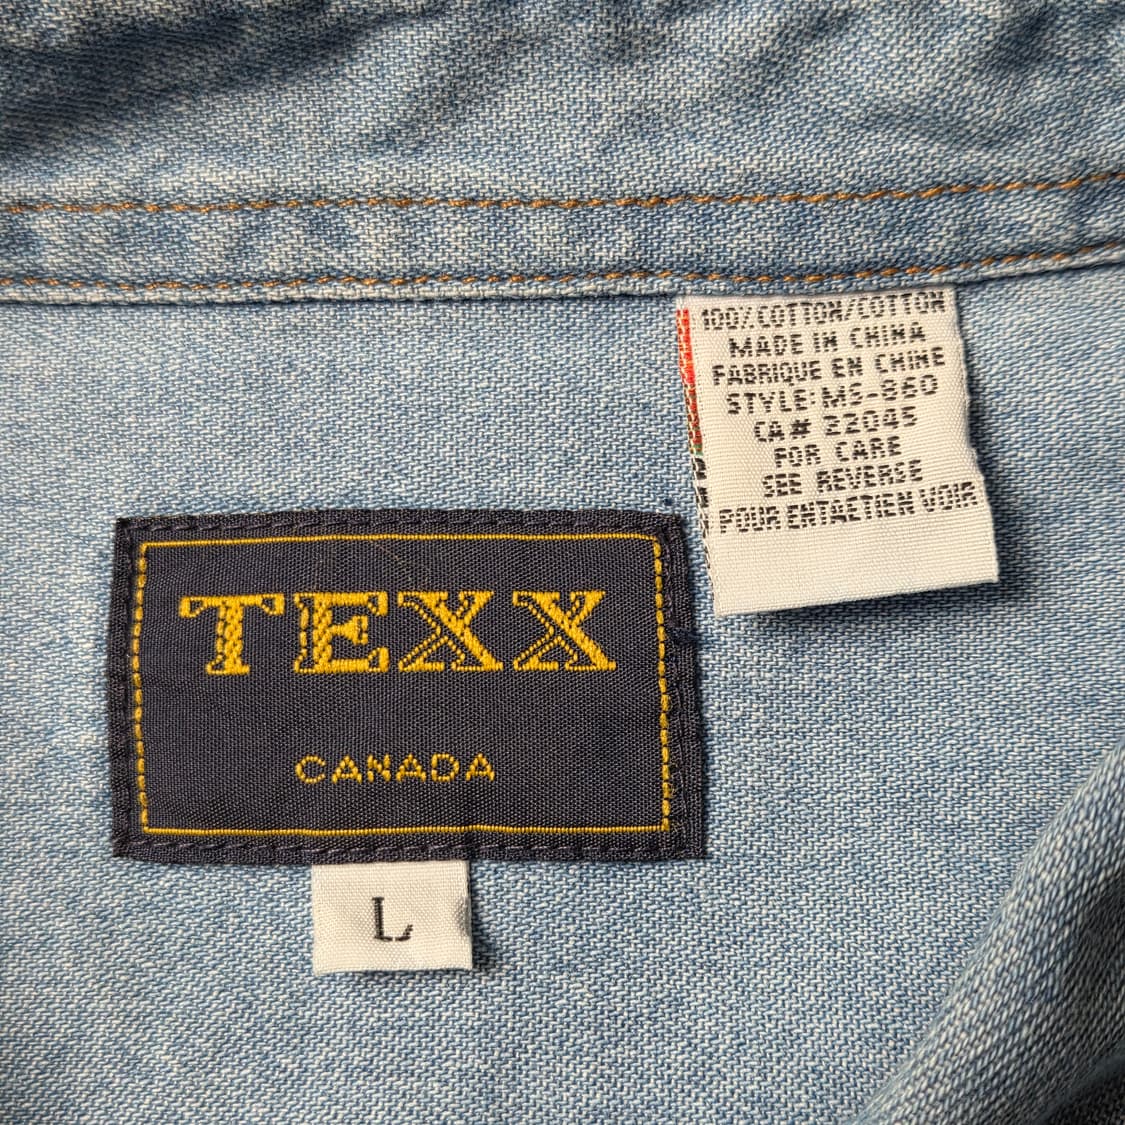 100% COTTON/COTTON
MADE IN CHINA
FABRIQUE EN CHINE
STYLE: MS-860
CA# 22045
FOR CARE
SEE REVERSE
POUR ENTAETIEN VOIR
TEXX
CANADA
L